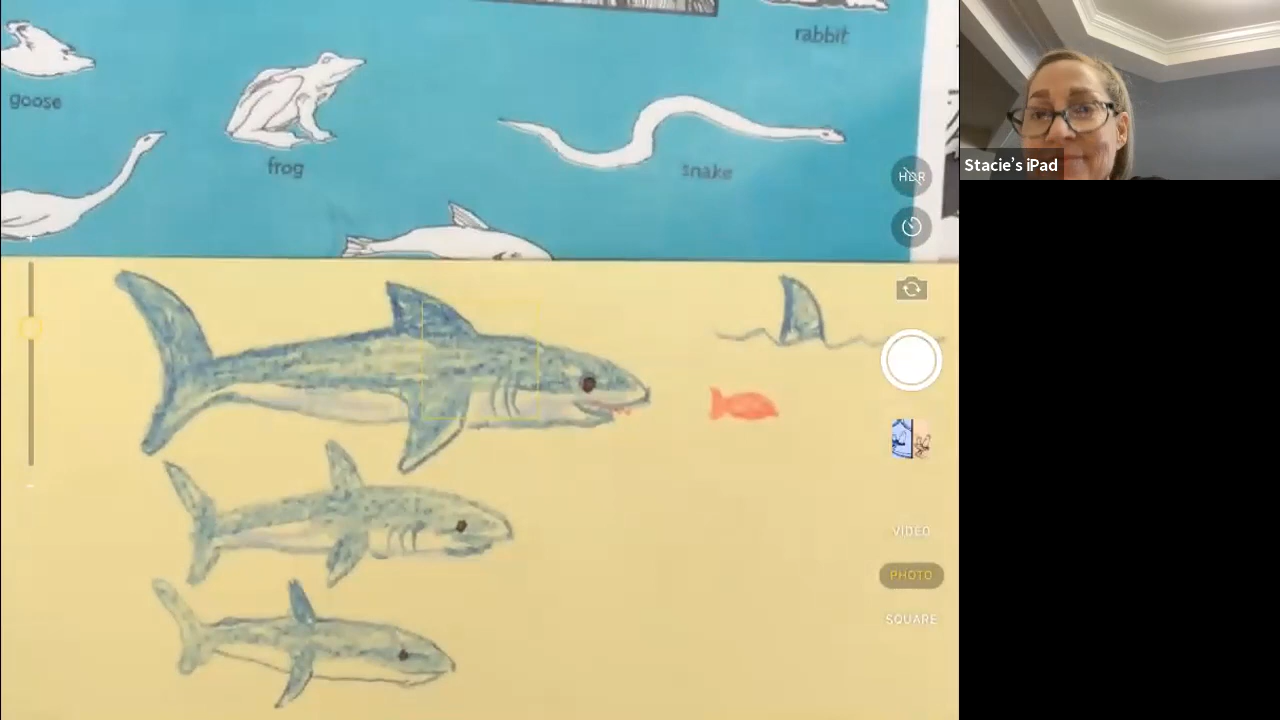 rabbit
goose
frog
snake
HDR
Stacie's iPad
VIDEO
PHOTO
SQUARE